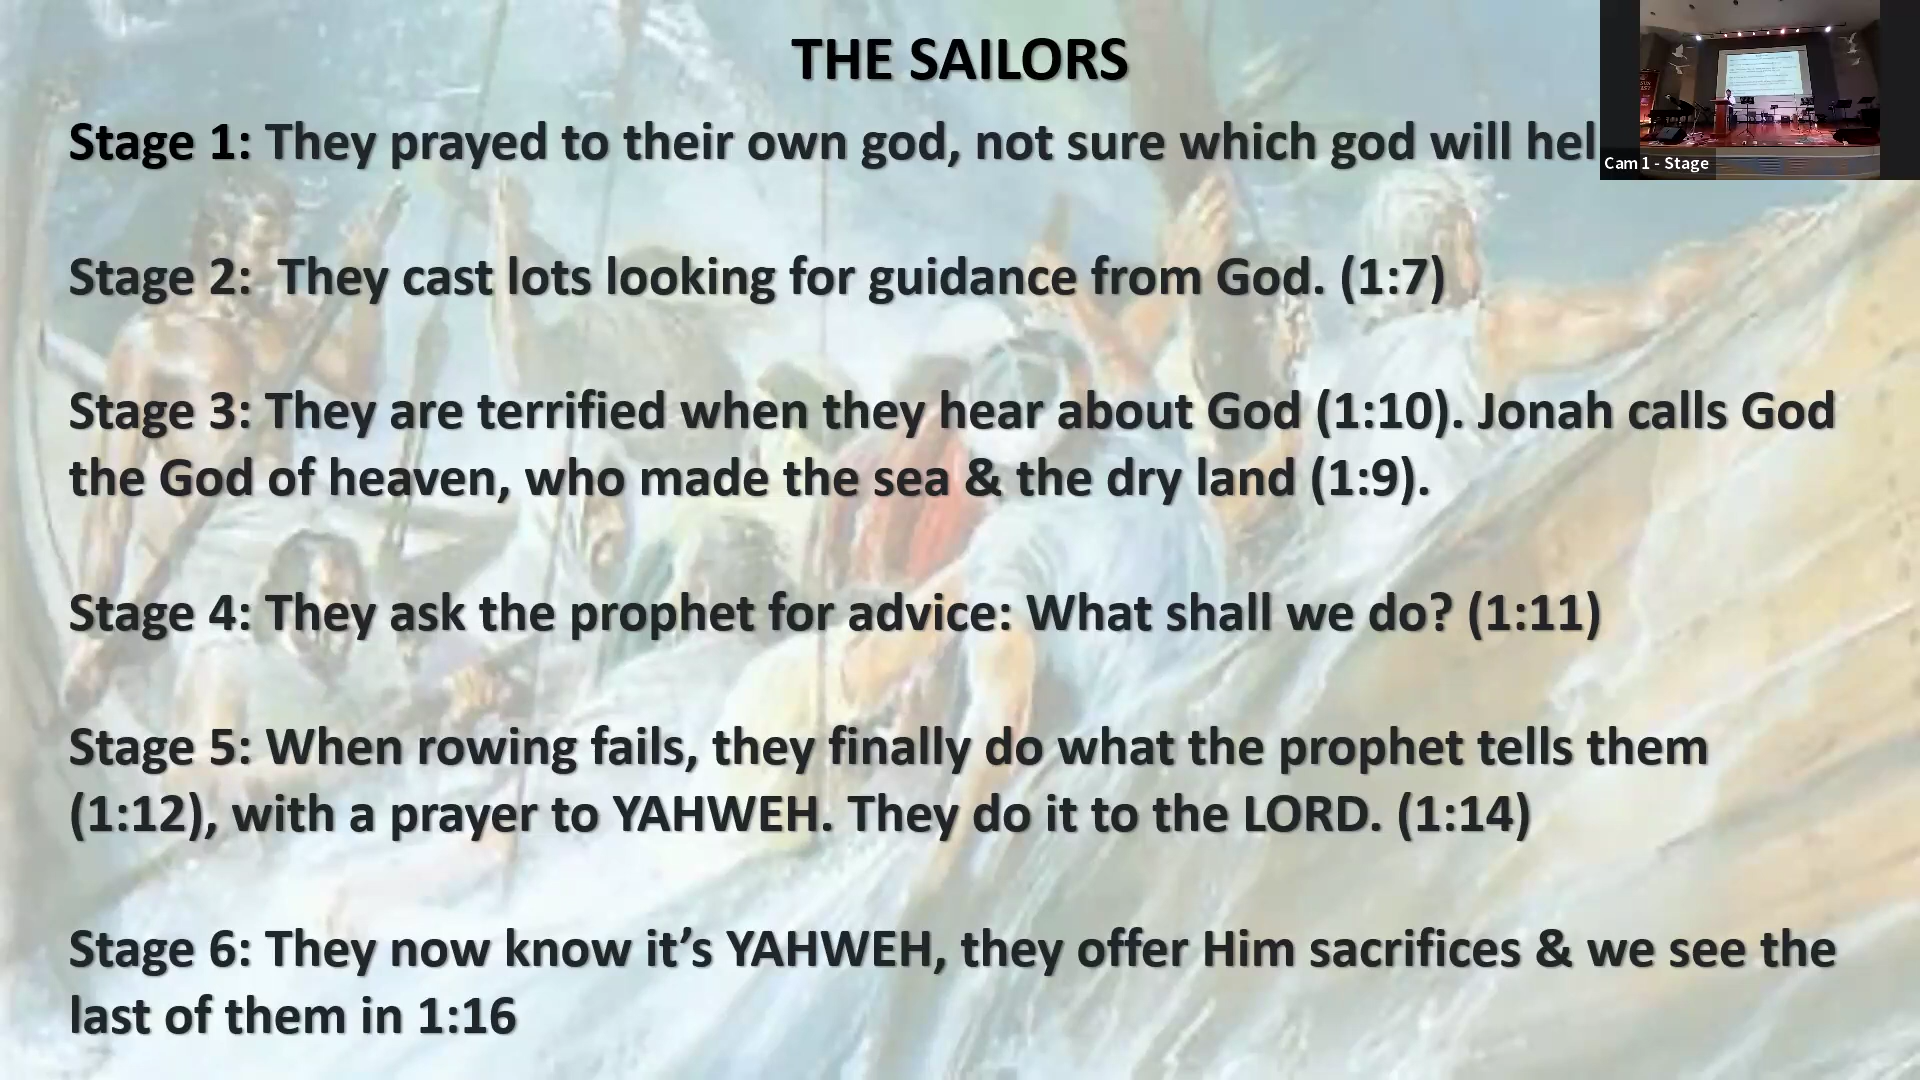 THE SAILORS
Stage 1: They prayed to their own god, not sure which god will hel
Cam 1 - Stage
Stage 2:  They cast lots looking for guidance from God. (1:7)
Stage 3: They are terrified when they hear about God (1:10). Jonah calls God
the God of heaven, who made the sea & the dry land (1:9).
Stage 4: They ask the prophet for advice: What shall we do? (1:11)
Stage 5: When rowing fails, they finally do what the prophet tells them
(1:12), with a prayer to YAHWEH. They do it to the LORD. (1:14)
Stage 6: They now know it’s YAHWEH, they offer Him sacrifices & we see the
last of them in 1:16